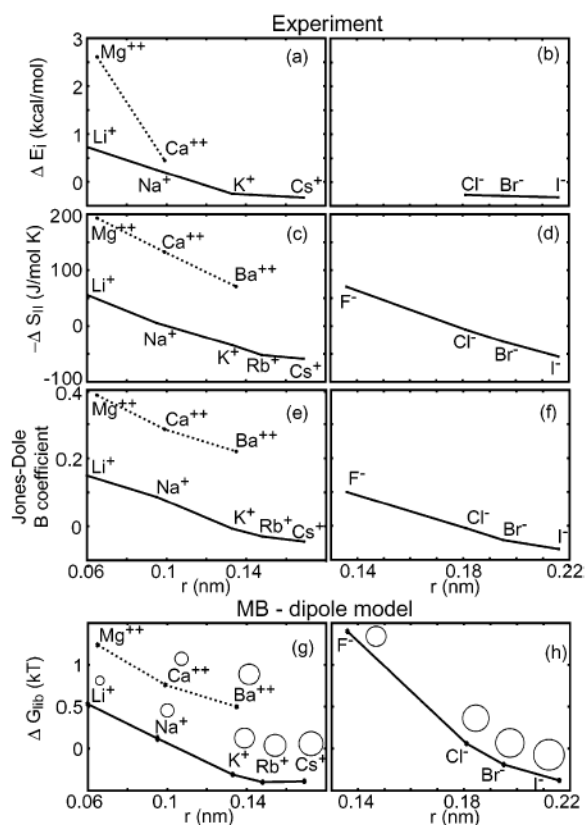 Experiment
Δ E_I (kcal/mol)
3
2
1
0
(a)
Mg⁺⁺
Li⁺
Ca⁺⁺
Na⁺
K⁺
Cs⁺
(b)
Cl⁻
Br⁻
I⁻
−Δ S_II (J/mol K)
200
100
0
-100
(c)
Mg⁺⁺
Ca⁺⁺
Li⁺
Ba⁺⁺
Na⁺
K⁺
Rb⁺
Cs⁺
(d)
F⁻
Cl⁻
Br⁻
I⁻
Jones-Dole
B coefficient
0.4
0.2
0
(e)
Mg⁺⁺
Ca⁺⁺
Ba⁺⁺
Li⁺
Na⁺
K⁺
Rb⁺
Cs⁺
(f)
F⁻
Cl⁻
Br⁻
I⁻
0.06
0.1
0.14
r (nm)
0.14
0.18
0.22
r (nm)
MB - dipole model
Δ G_lib (kT)
1
0.5
0
(g)
Mg⁺⁺
Ca⁺⁺
Li⁺
Ba⁺⁺
Na⁺
K⁺
Rb⁺
Cs⁺
(h)
F⁻
Cl⁻
Br⁻
I⁻
0.06
0.1
0.14
r (nm)
0.14
0.18
0.22
r (nm)